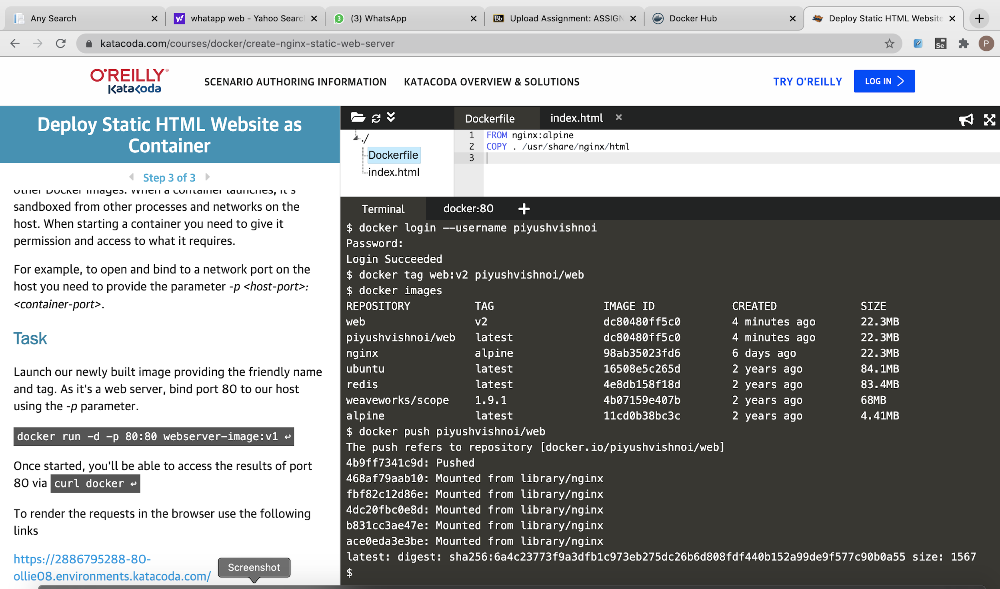 Any Search
whatapp web - Yahoo Searc
(3) WhatsApp
Upload Assignment: ASSIGN
Docker Hub
Deploy Static HTML Website
katacoda.com/courses/docker/create-nginx-static-web-server
Se
P
O'REILLY®
Katacoda
SCENARIO AUTHORING INFORMATION
KATACODA OVERVIEW & SOLUTIONS
TRY O'REILLY
LOG IN
Deploy Static HTML Website as
Container
Step 3 of 3
other Docker images. When a container launches, it's
sandboxed from other processes and networks on the
host. When starting a container you need to give it
permission and access to what it requires.
For example, to open and bind to a network port on the
host you need to provide the parameter -p <host-port>:
<container-port>.
Task
Launch our newly built image providing the friendly name
and tag. As it's a web server, bind port 80 to our host
using the -p parameter.
docker run -d -p 80:80 webserver-image:v1 ↩
Once started, you'll be able to access the results of port
80 via curl docker ↩
To render the requests in the browser use the following
links
https://2886795288-80-
ollie08.environments.katacoda.com/
Screenshot
./
Dockerfile
index.html
Dockerfile
index.html
1 FROM nginx:alpine
2 COPY . /usr/share/nginx/html
3
Terminal
docker:80
$ docker login --username piyushvishnoi
Password:
Login Succeeded
$ docker tag web:v2 piyushvishnoi/web
$ docker images
REPOSITORY TAG IMAGE ID CREATED SIZE
web v2 dc80480ff5c0 4 minutes ago 22.3MB
piyushvishnoi/web latest dc80480ff5c0 4 minutes ago 22.3MB
nginx alpine 98ab35023fd6 6 days ago 22.3MB
ubuntu latest 16508e5c265d 2 years ago 84.1MB
redis latest 4e8db158f18d 2 years ago 83.4MB
weaveworks/scope 1.9.1 4b07159e407b 2 years ago 68MB
alpine latest 11cd0b38bc3c 2 years ago 4.41MB
$ docker push piyushvishnoi/web
The push refers to repository [docker.io/piyushvishnoi/web]
4b9ff7341c9d: Pushed
468af79aab10: Mounted from library/nginx
fbf82c12d86e: Mounted from library/nginx
4dc20fbc0e8d: Mounted from library/nginx
b831cc3ae47e: Mounted from library/nginx
ace0eda3e3be: Mounted from library/nginx
latest: digest: sha256:6a4c23773f9a3dfb1c973eb275dc26b6d808fdf440b152a99de9f577c90b0a55 size: 1567
$